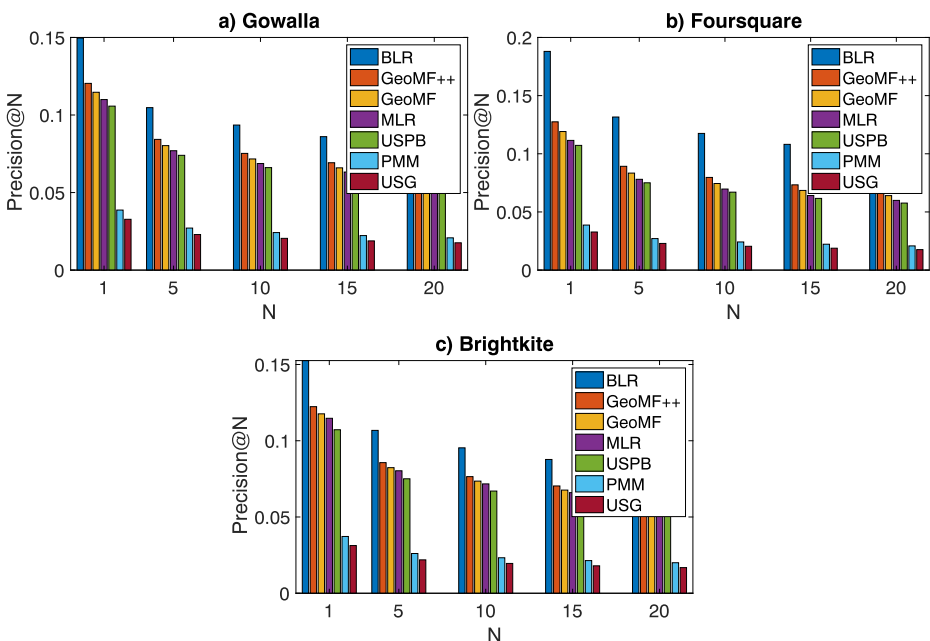 a) Gowalla
Precision@N
0.15
0.1
0.05
0
1 5 10 15 20
N
BLR
GeoMF++
GeoMF
MLR
USPB
PMM
USG
b) Foursquare
Precision@N
0.2
0.15
0.1
0.05
0
1 5 10 15 20
N
BLR
GeoMF++
GeoMF
MLR
USPB
PMM
USG
c) Brightkite
Precision@N
0.15
0.1
0.05
0
1 5 10 15 20
N
BLR
GeoMF++
GeoMF
MLR
USPB
PMM
USG